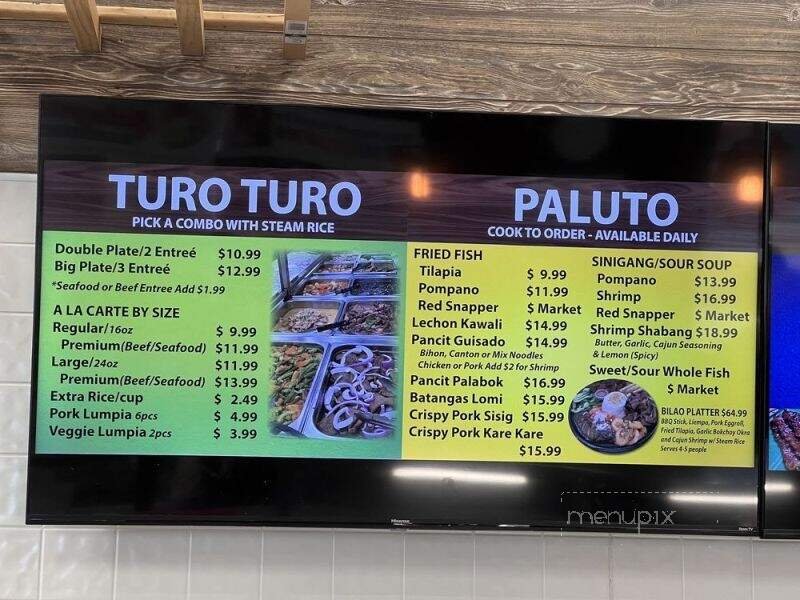 TURO TURO
PICK A COMBO WITH STEAM RICE
Double Plate/2 Entreé $10.99
Big Plate/3 Entreé $12.99
*Seafood or Beef Entree Add $1.99
A LA CARTE BY SIZE
Regular/16oz $ 9.99
Premium(Beef/Seafood) $11.99
Large/24oz $11.99
Premium(Beef/Seafood) $13.99
Extra Rice/cup $ 2.49
Pork Lumpia 6pcs $ 4.99
Veggie Lumpia 2pcs $ 3.99
PALUTO
COOK TO ORDER - AVAILABLE DAILY
FRIED FISH
Tilapia $ 9.99
Pompano $11.99
Red Snapper $ Market
Lechon Kawali $14.99
Pancit Guisado $14.99
Bihon, Canton or Mix Noodles
Chicken or Pork Add $2 for Shrimp
Pancit Palabok $16.99
Batangas Lomi $15.99
Crispy Pork Sisig $15.99
Crispy Pork Kare Kare
$15.99
SINIGANG/SOUR SOUP
Pompano $13.99
Shrimp $16.99
Red Snapper $ Market
Shrimp Shabang $18.99
Butter, Garlic, Cajun Seasoning
& Lemon (Spicy)
Sweet/Sour Whole Fish
$ Market
BILAO PLATTER $64.99
BBQ Stick, Liempo, Pork Eggroll,
Fried Tilapia, Garlic Bokchoy Okra
and Cajun Shrimp w/ Steam Rice
Serves 4-5 people
Hisense
Roku TV
menupix